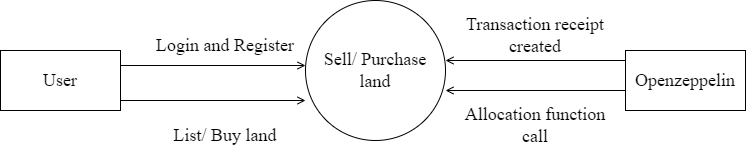 Login and Register
User
List/ Buy land
Sell/ Purchase
land
Transaction receipt
created
Openzeppelin
Allocation function
call